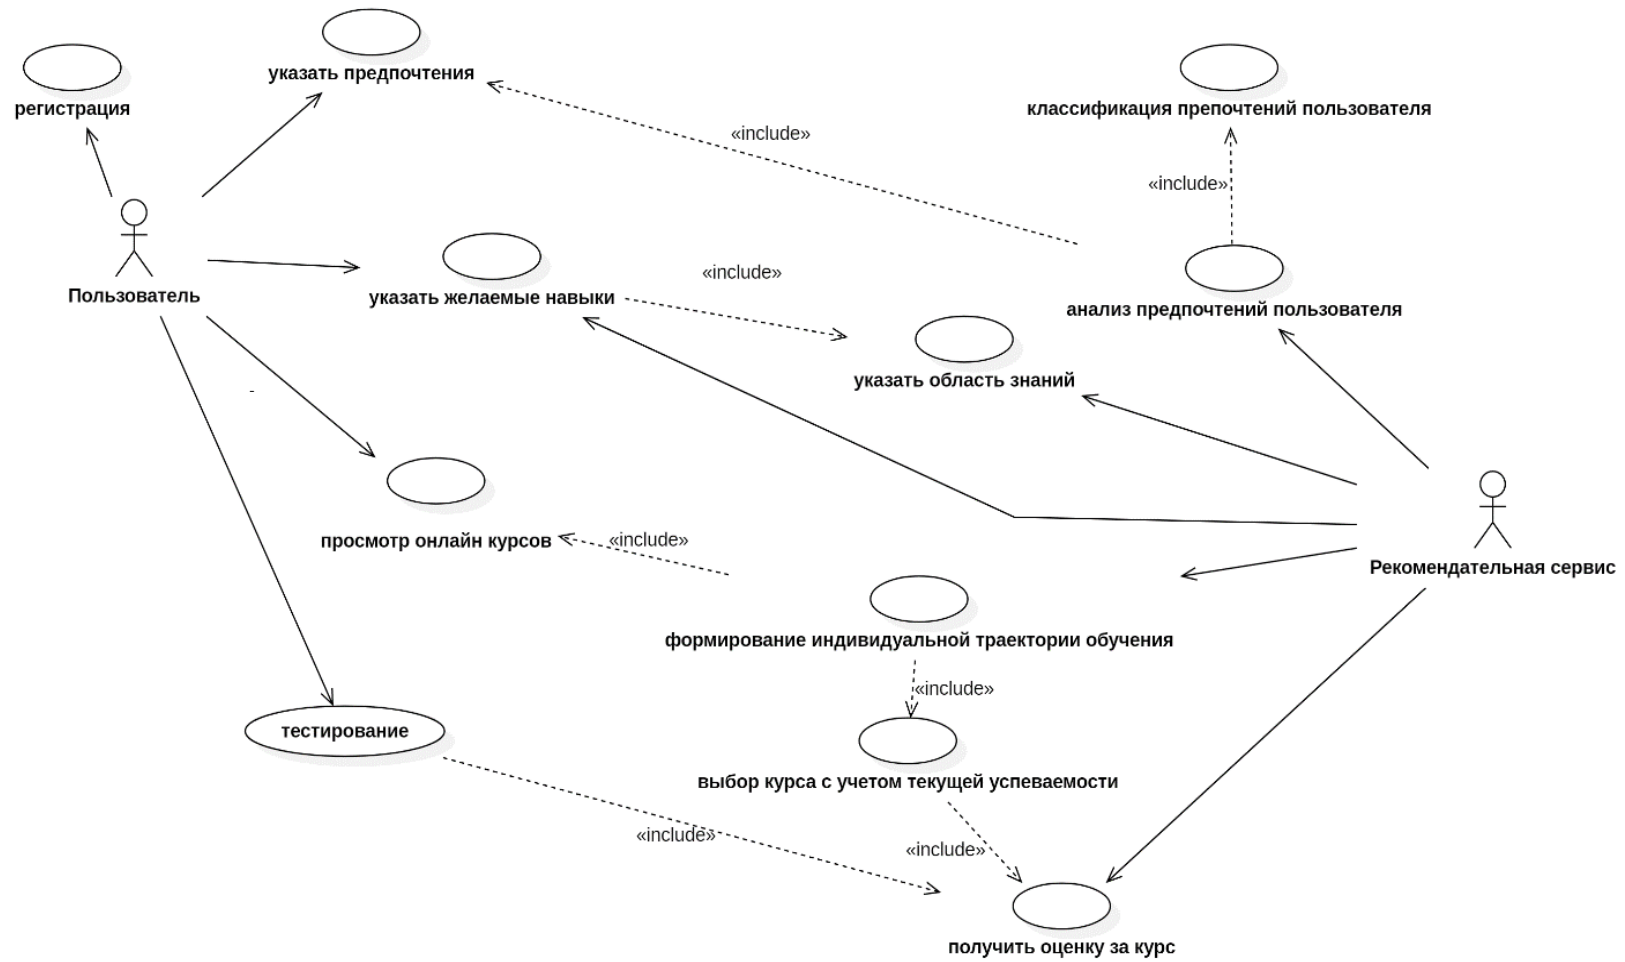 указать предпочтения
регистрация
классификация препочтений пользователя
«include»
«include»
Пользователь
указать желаемые навыки
«include»
анализ предпочтений пользователя
указать область знаний
-
просмотр онлайн курсов
«include»
Рекомендательная сервис
формирование индивидуальной траектории обучения
«include»
тестирование
выбор курса с учетом текущей успеваемости
«include»
«include»
получить оценку за курс